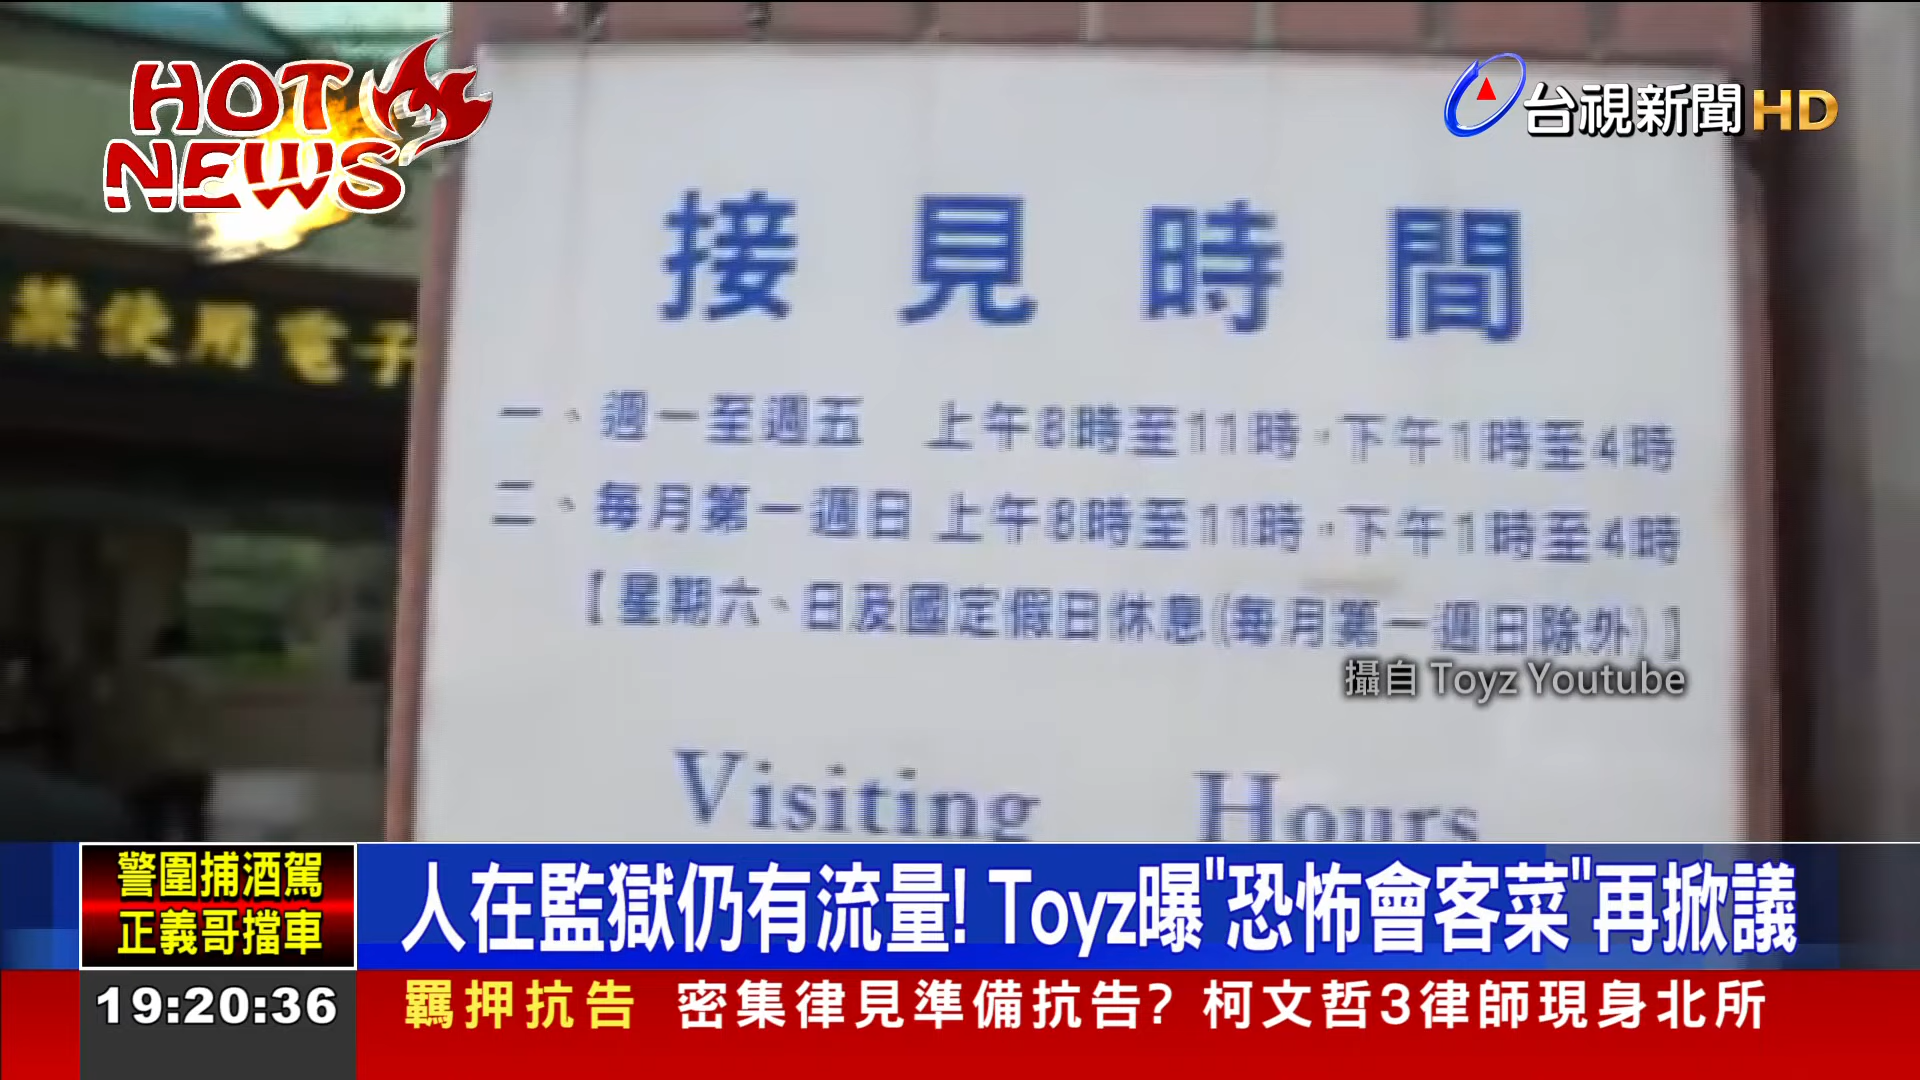 HOT
NEWS
台視新聞HD
禁使用電子
接見時間
一、週一至週五 上午8時至11時，下午1時至4時
二、每月第一週日 上午8時至11時，下午1時至4時
【星期六、日及國定假日休息(每月第一週日除外)】
攝自 Toyz Youtube
Visiting Hours
警圍捕酒駕
正義哥擋車
人在監獄仍有流量! Toyz曝"恐怖會客菜"再掀議
19:20:36
羈押抗告 密集律見準備抗告? 柯文哲3律師現身北所